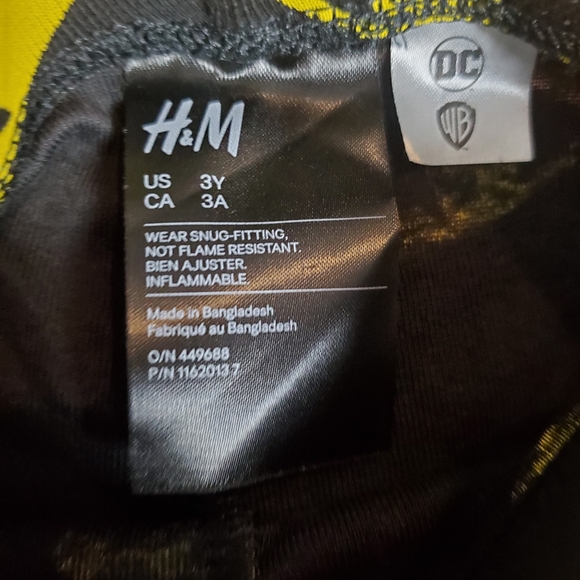 H&M
US 3Y
CA 3A
WEAR SNUG-FITTING,
NOT FLAME RESISTANT.
BIEN AJUSTER.
INFLAMMABLE.
Made in Bangladesh
Fabriqué au Bangladesh
O/N 449688
P/N 1162013 7
DC
WB